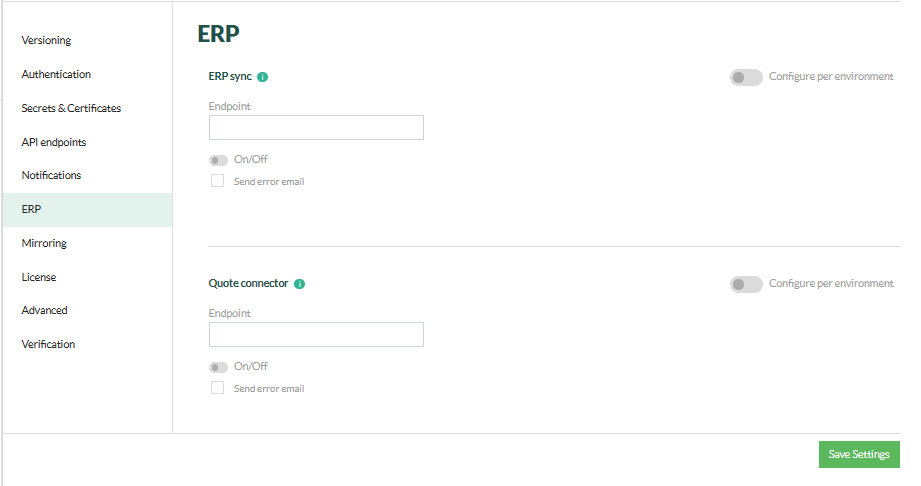 Versioning
Authentication
Secrets & Certificates
API endpoints
Notifications
ERP
Mirroring
License
Advanced
Verification
ERP
ERP sync
Configure per environment
Endpoint
On/Off
Send error email
Quote connector
Configure per environment
Endpoint
On/Off
Send error email
Save Settings